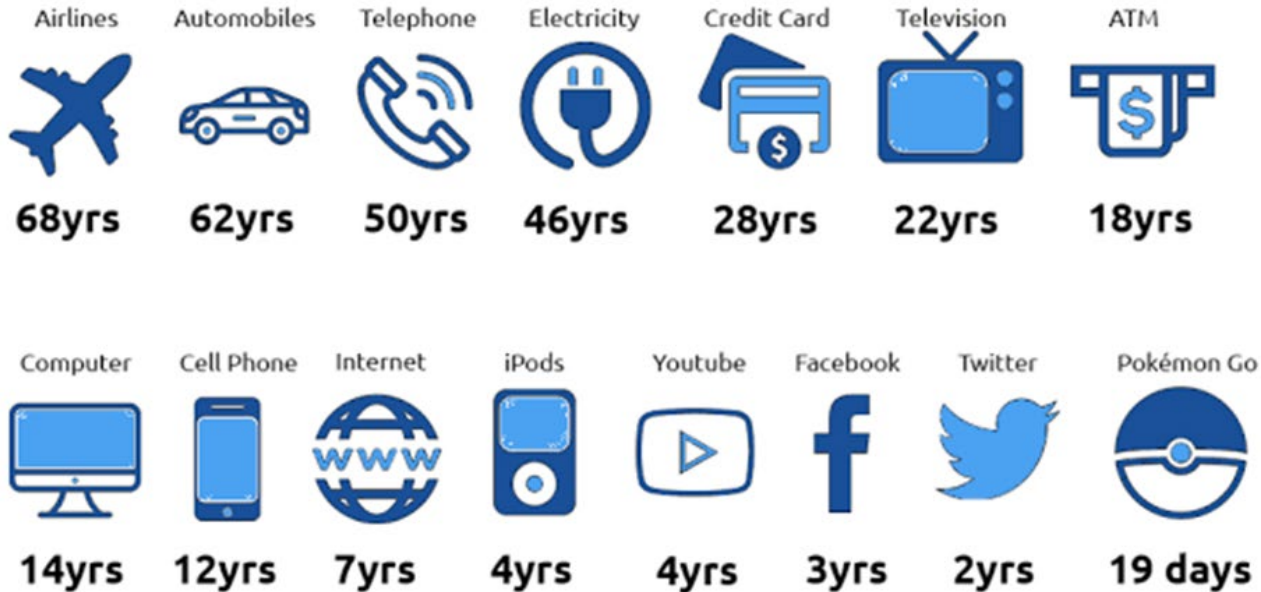 Airlines Automobiles Telephone Electricity Credit Card Television ATM
$ $
68yrs 62yrs 50yrs 46yrs 28yrs 22yrs 18yrs
Computer Cell Phone Internet iPods Youtube Facebook Twitter Pokémon Go
www f
14yrs 12yrs 7yrs 4yrs 4yrs 3yrs 2yrs 19 days